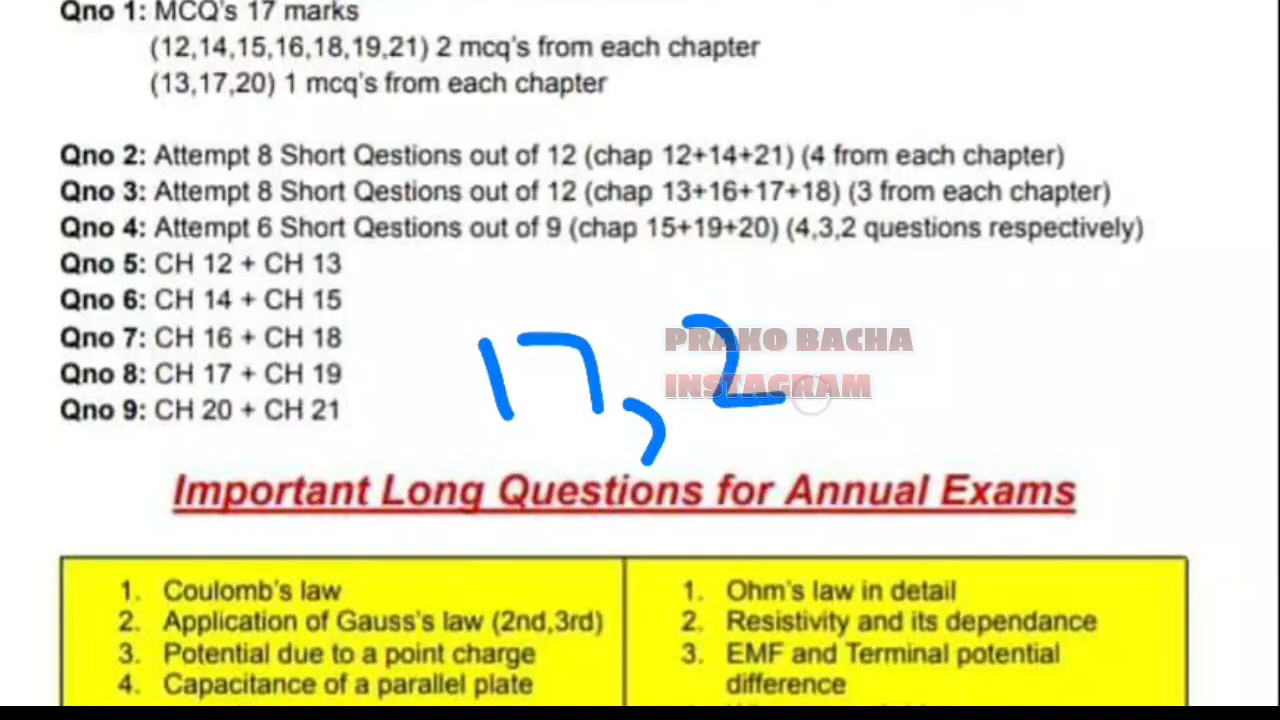 Qno 1: MCQ's 17 marks
(12,14,15,16,18,19,21) 2 mcq's from each chapter
(13,17,20) 1 mcq's from each chapter
Qno 2: Attempt 8 Short Qestions out of 12 (chap 12+14+21) (4 from each chapter)
Qno 3: Attempt 8 Short Qestions out of 12 (chap 13+16+17+18) (3 from each chapter)
Qno 4: Attempt 6 Short Qestions out of 9 (chap 15+19+20) (4,3,2 questions respectively)
Qno 5: CH 12 + CH 13
Qno 6: CH 14 + CH 15
Qno 7: CH 16 + CH 18
Qno 8: CH 17 + CH 19
Qno 9: CH 20 + CH 21
17,2
PRAKO BACHA
INSTAGRAM
Important Long Questions for Annual Exams
1. Coulomb's law
2. Application of Gauss's law (2nd,3rd)
3. Potential due to a point charge
4. Capacitance of a parallel plate
1. Ohm's law in detail
2. Resistivity and its dependance
3. EMF and Terminal potential
difference